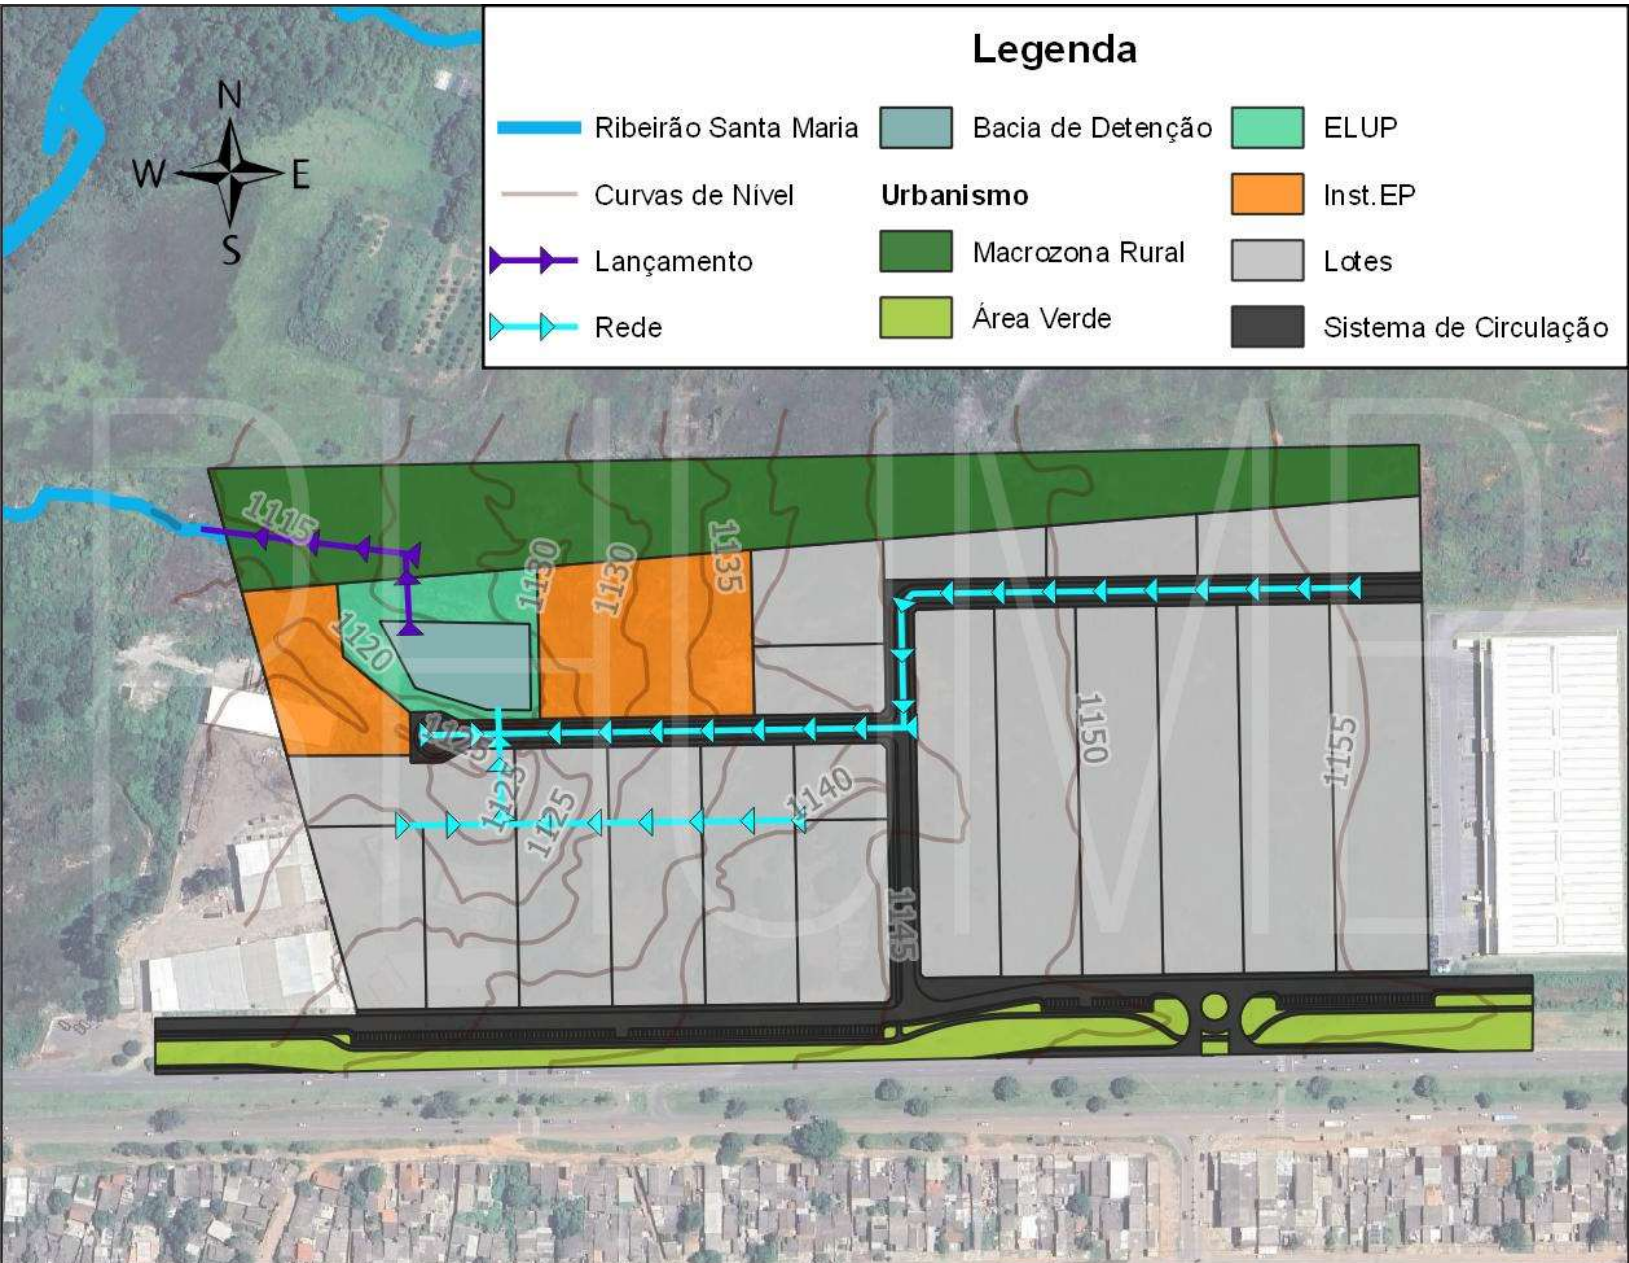 Legenda
Ribeirão Santa Maria
Bacia de Detenção
ELUP
Curvas de Nível
Urbanismo
Inst.EP
Lançamento
Macrozona Rural
Lotes
Rede
Área Verde
Sistema de Circulação
N
W
E
S
1115
1130
1130
1135
1120
1125
1125
1125
1140
1150
1155
1145